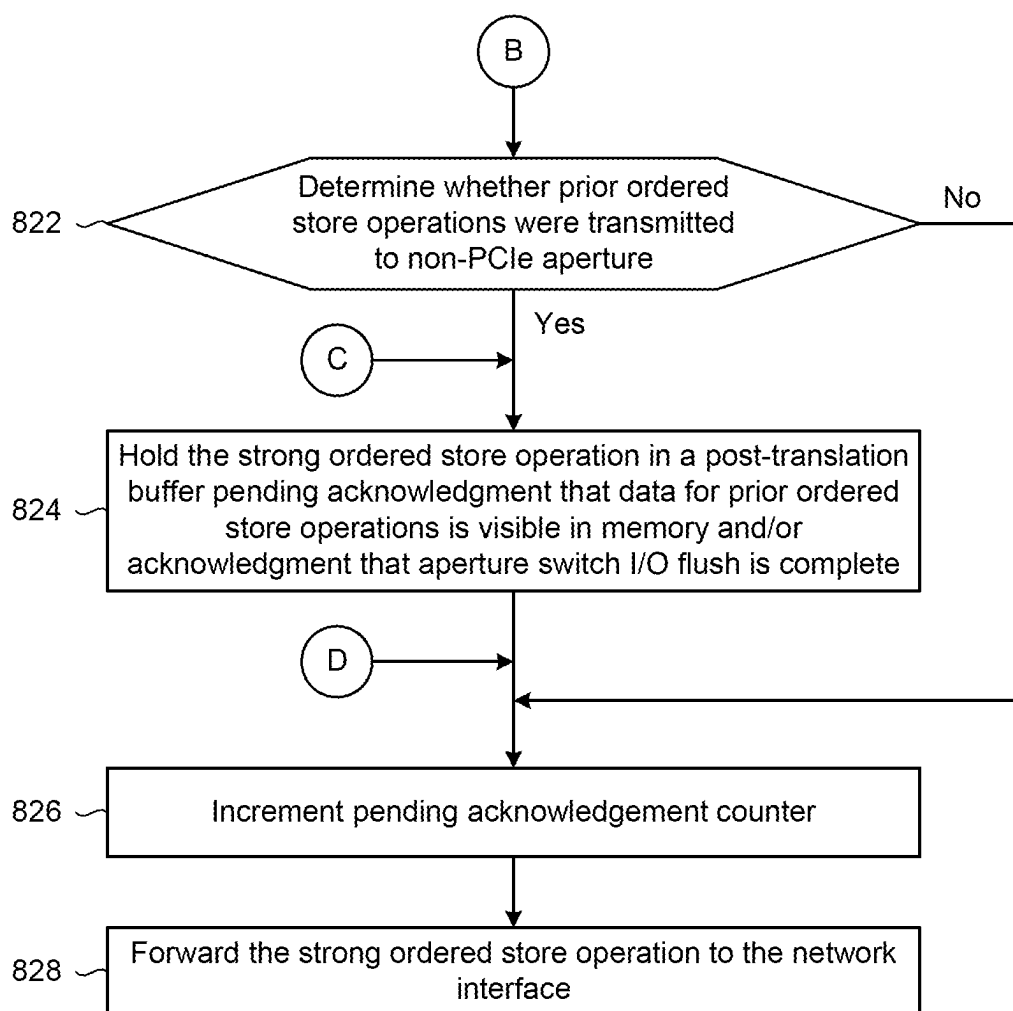 B
Determine whether prior ordered
store operations were transmitted
to non-PCIe aperture
No
822
Yes
C
Hold the strong ordered store operation in a post-translation
buffer pending acknowledgment that data for prior ordered
store operations is visible in memory and/or
acknowledgment that aperture switch I/O flush is complete
824
D
826
Increment pending acknowledgement counter
828
Forward the strong ordered store operation to the network
interface